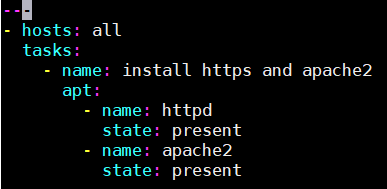 ---
- hosts: all
  tasks:
    - name: install https and apache2
      apt:
        - name: httpd
          state: present
        - name: apache2
          state: present